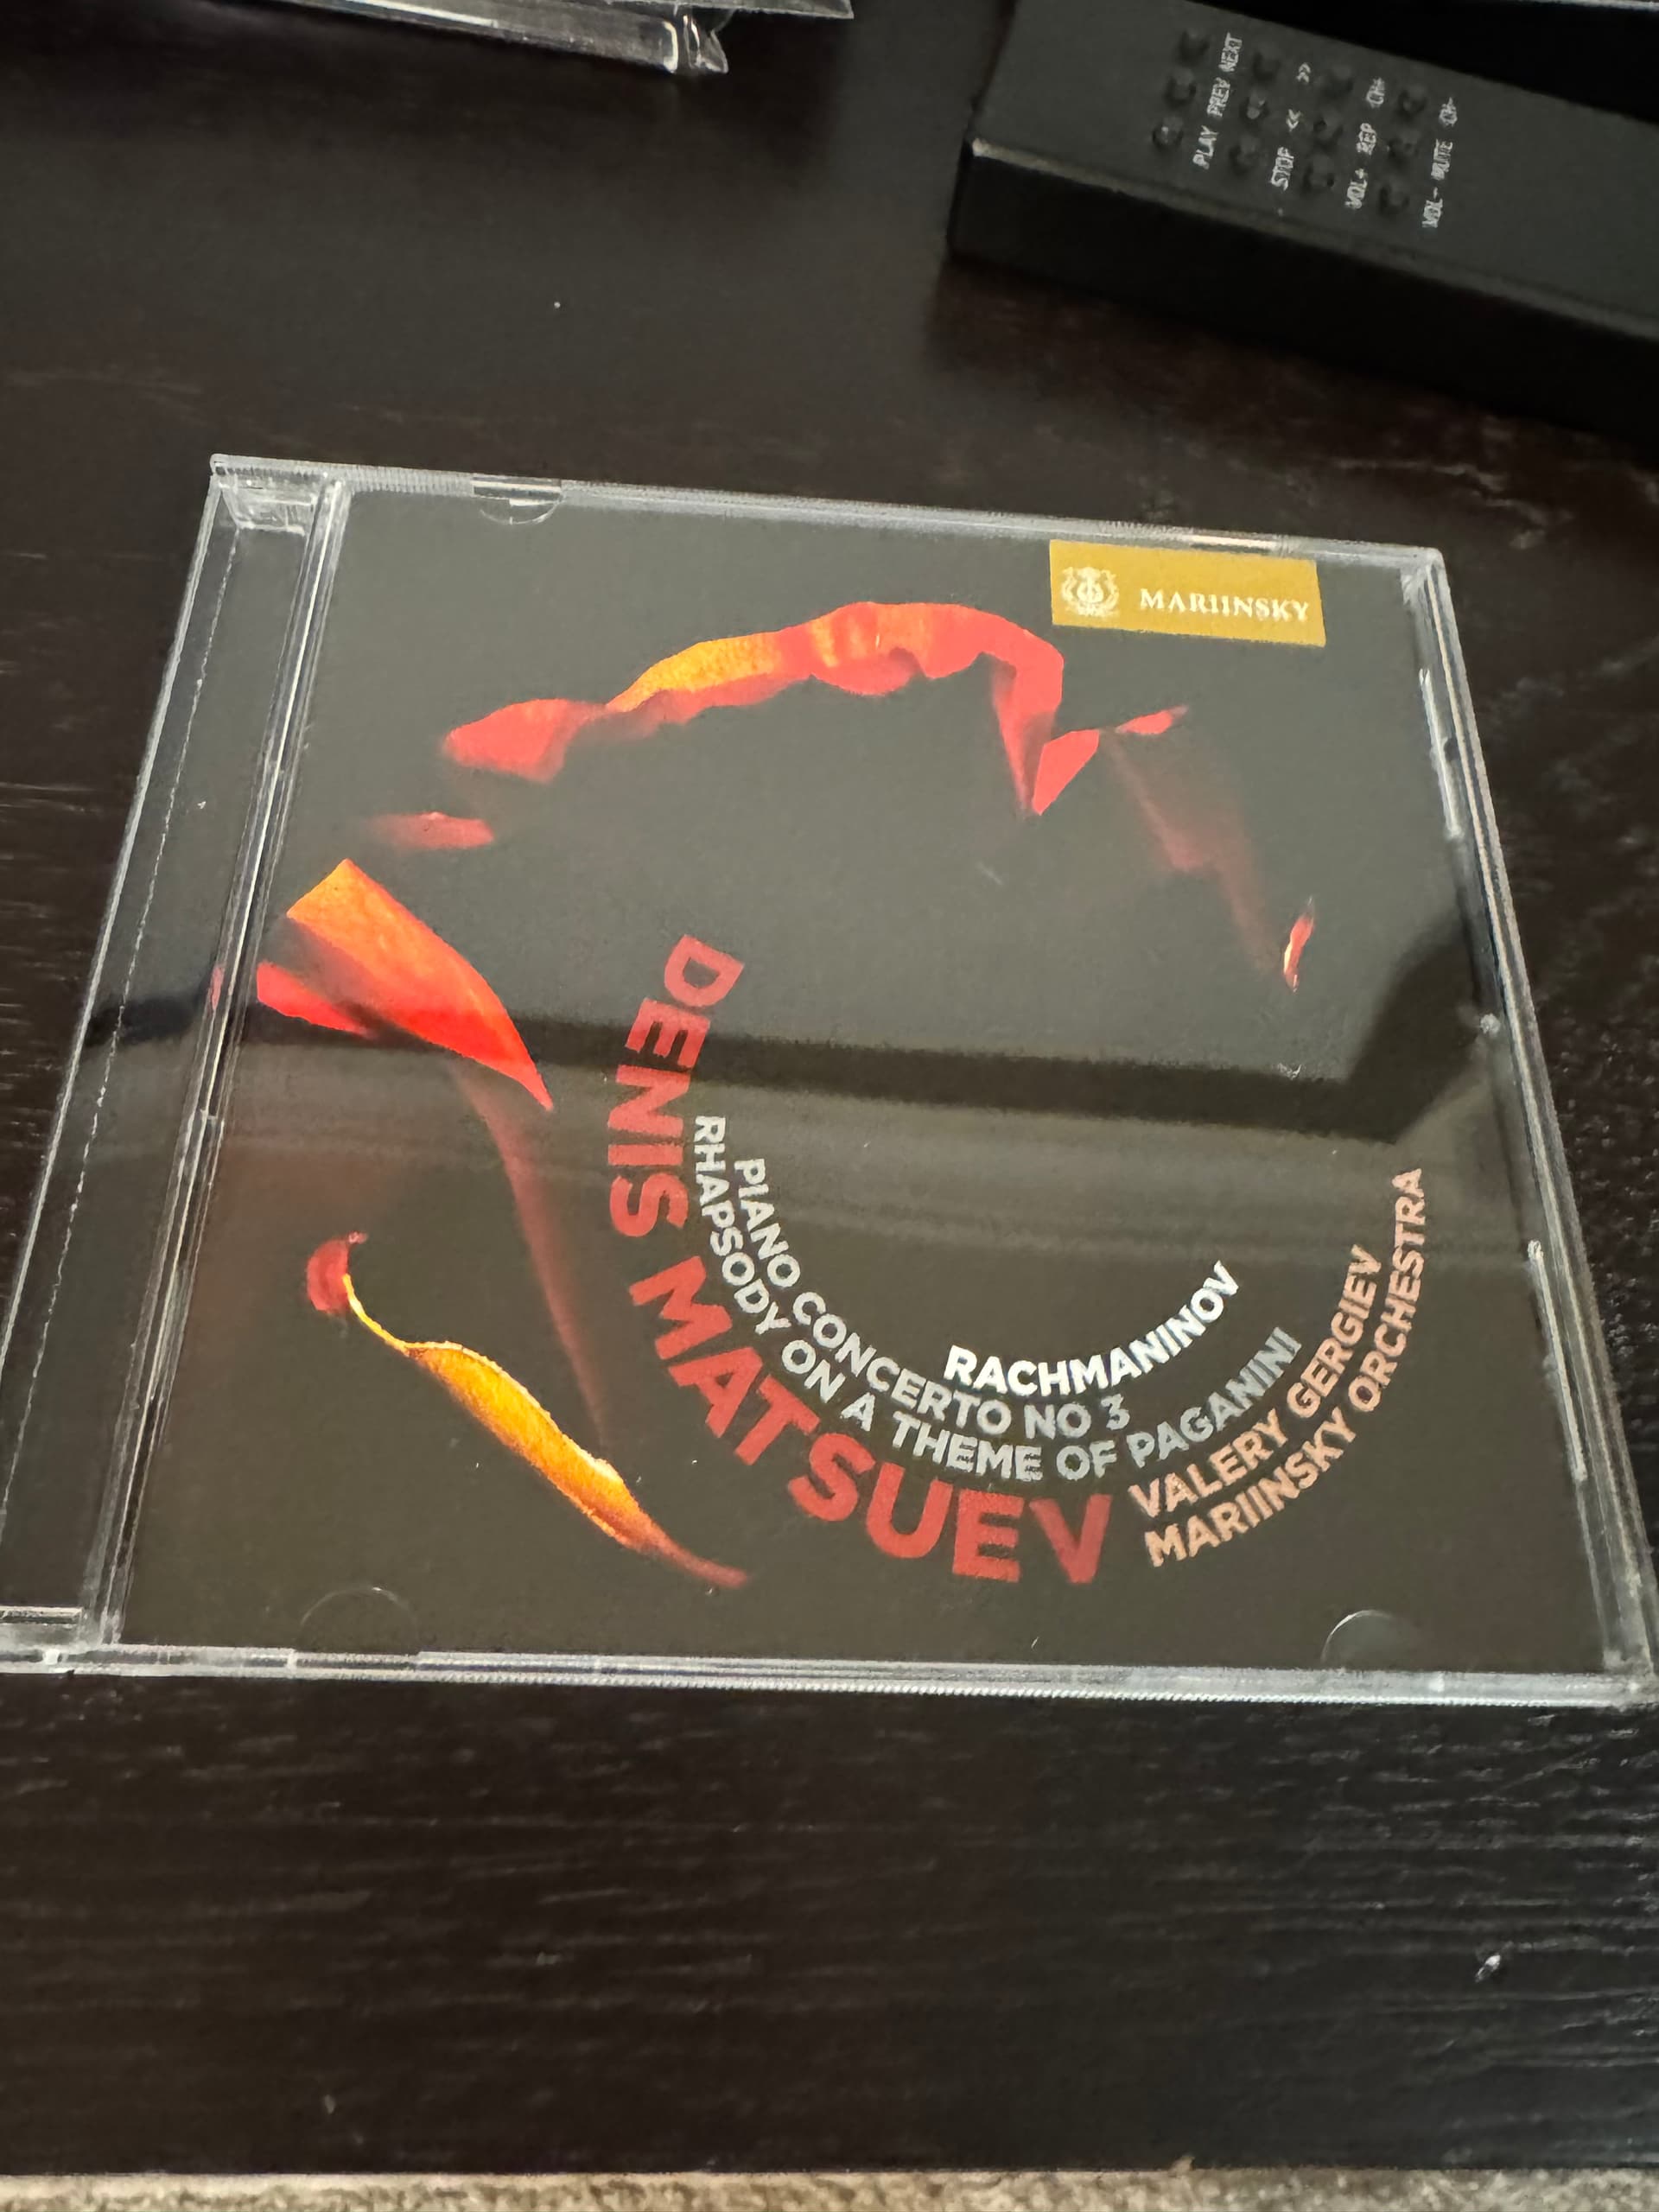 PLAY PREV NEXT
STOP << >>
VOL+ REP CH+
VOL- MUTE CH-
MARIINSKY
RACHMANINOV
PIANO CONCERTO NO 3
RHAPSODY ON A THEME OF PAGANINI
DENIS MATSUEV
VALERY GERGIEV
MARIINSKY ORCHESTRA